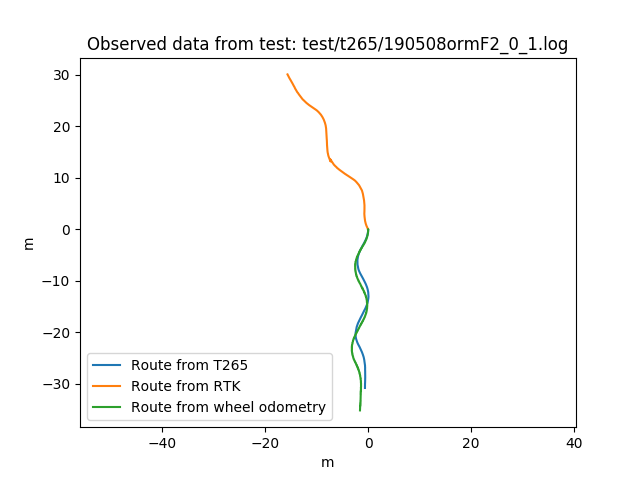 Observed data from test: test/t265/190508ormF2_0_1.log
30
20
10
0
−10
−20
−30
m
Route from T265
Route from RTK
Route from wheel odometry
−40
−20
0
20
40
m